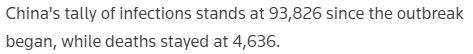 China's tally of infections stands at 93,826 since the outbreak
began, while deaths stayed at 4,636.